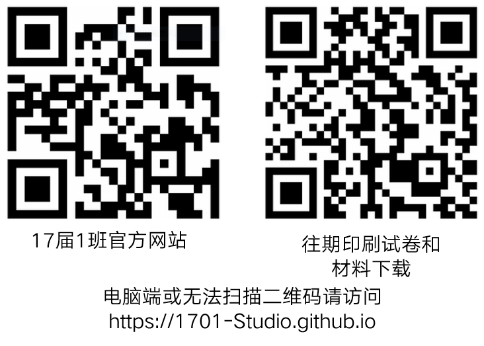 17届1班官方网站
往期印刷试卷和
材料下载
电脑端或无法扫描二维码请访问
https://1701-Studio.github.io